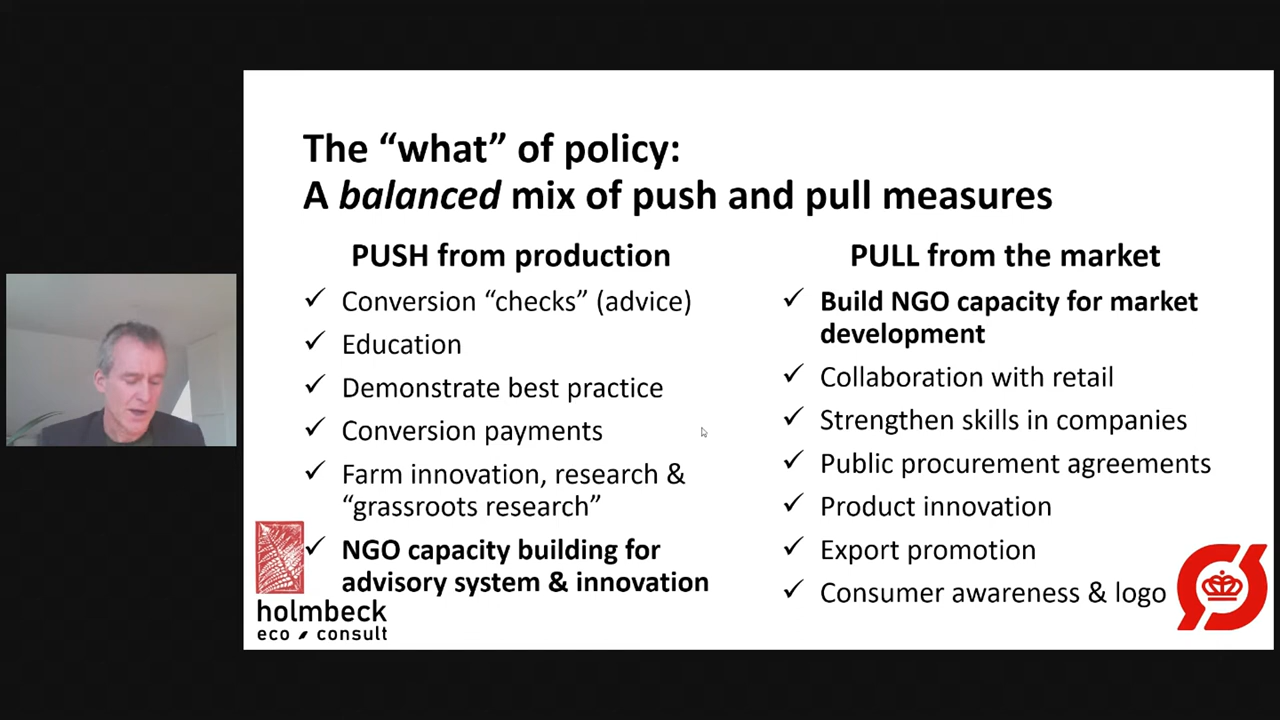 The “what” of policy:
A balanced mix of push and pull measures
PUSH from production
✓ Conversion “checks” (advice)
✓ Education
✓ Demonstrate best practice
✓ Conversion payments
✓ Farm innovation, research &
“grassroots research”
✓ NGO capacity building for
advisory system & innovation
PULL from the market
✓ Build NGO capacity for market
development
✓ Collaboration with retail
✓ Strengthen skills in companies
✓ Public procurement agreements
✓ Product innovation
✓ Export promotion
✓ Consumer awareness & logo
holmbeck
eco consult
Ø